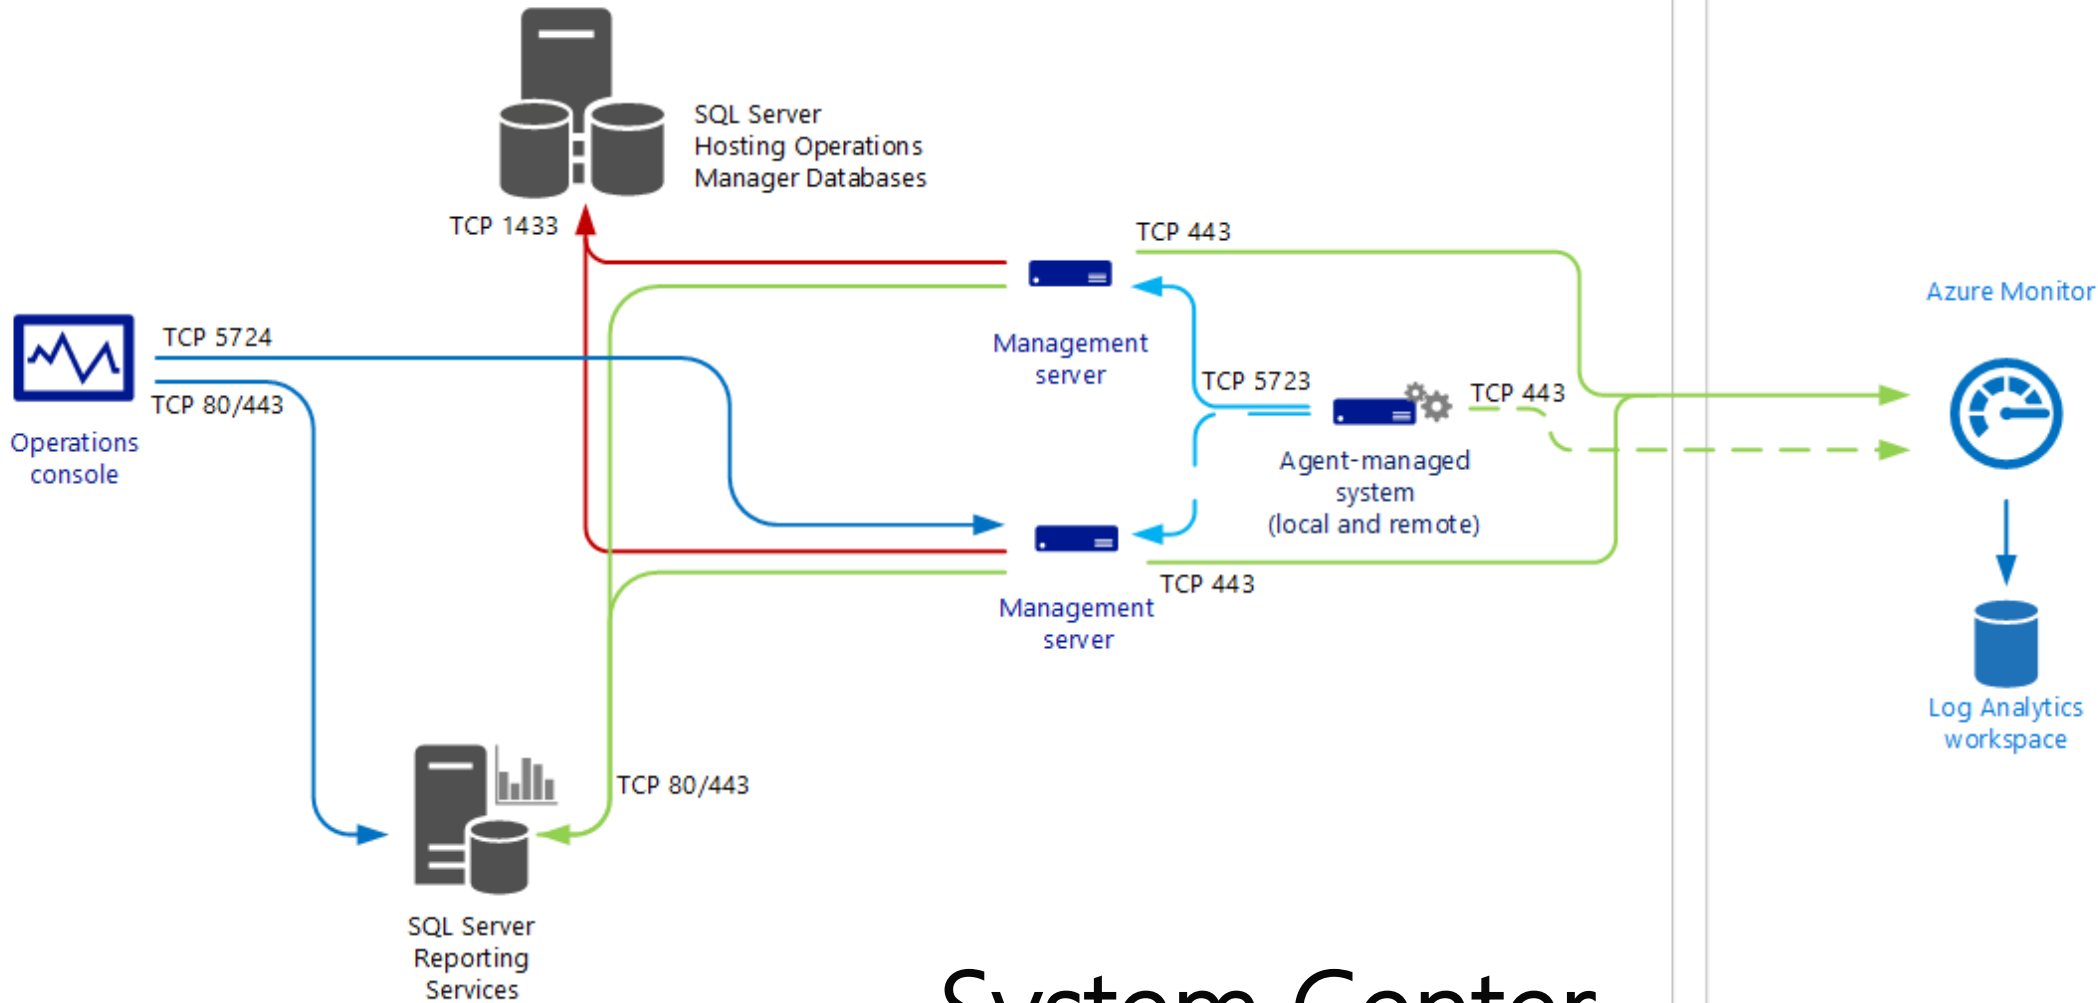 SQL Server
Hosting Operations
Manager Databases
TCP 1433
TCP 443
Azure Monitor
TCP 5724
Management
server
TCP 5723
TCP 443
TCP 80/443
Operations
console
Agent-managed
system
(local and remote)
TCP 443
Management
server
Log Analytics
workspace
TCP 80/443
SQL Server
Reporting
Services
System Center